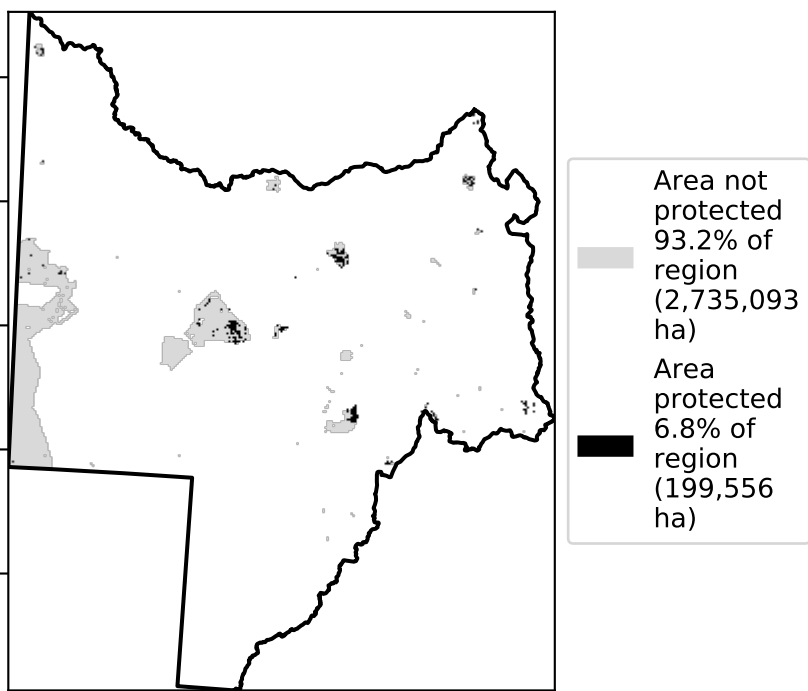 Area not
protected
93.2% of
region
(2,735,093
ha)
Area
protected
6.8% of
region
(199,556
ha)